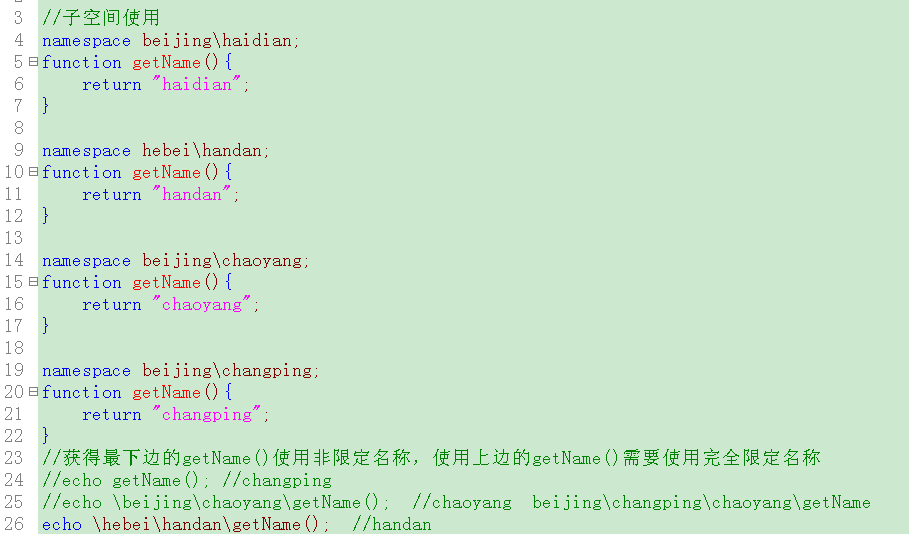 3 //子空间使用
4 namespace beijing\haidian;
5 function getName(){
6 return "haidian";
7 }
8
9 namespace hebei\handan;
10 function getName(){
11 return "handan";
12 }
13
14 namespace beijing\chaoyang;
15 function getName(){
16 return "chaoyang";
17 }
18
19 namespace beijing\changping;
20 function getName(){
21 return "changping";
22 }
23 //获得最下边的getName()使用非限定名称，使用上边的getName()需要使用完全限定名称
24 //echo getName(); //changping
25 //echo \beijing\chaoyang\getName(); //chaoyang beijing\changping\chaoyang\getName
26 echo \hebei\handan\getName(); //handan